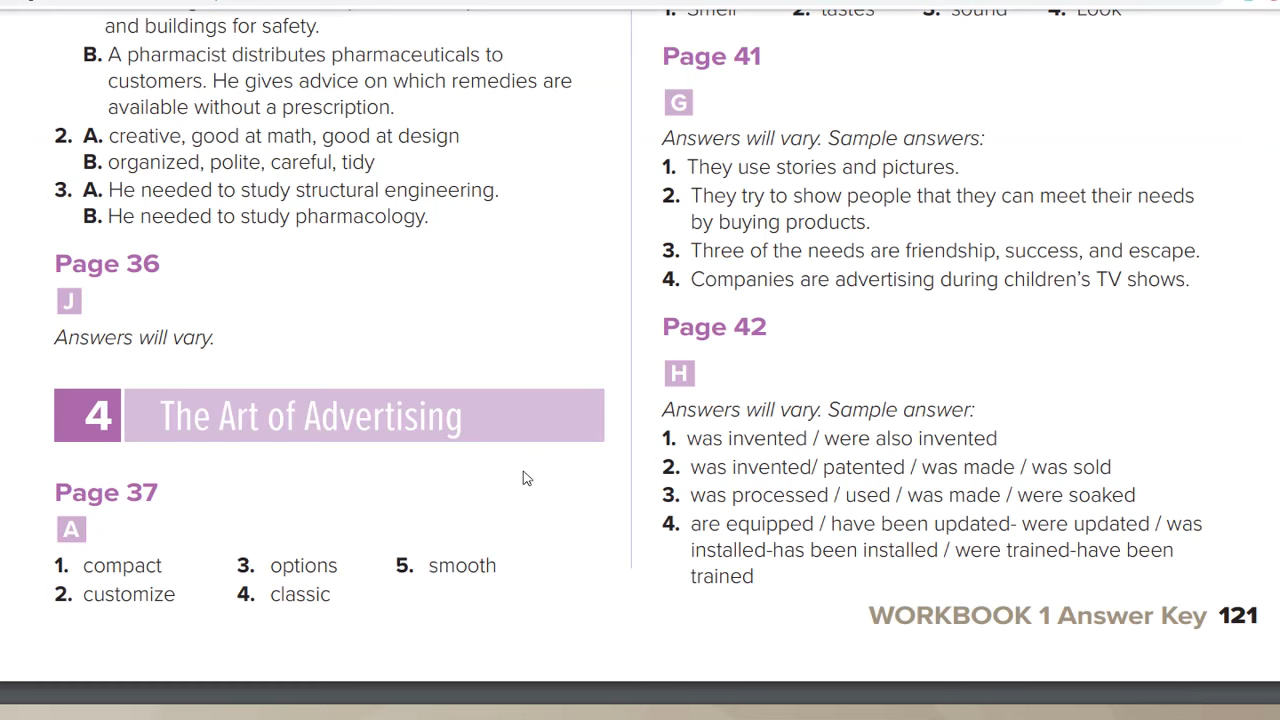 and buildings for safety.
B. A pharmacist distributes pharmaceuticals to
customers. He gives advice on which remedies are
available without a prescription.
2. A. creative, good at math, good at design
B. organized, polite, careful, tidy
3. A. He needed to study structural engineering.
B. He needed to study pharmacology.
Page 36
J
Answers will vary.
4 The Art of Advertising
Page 37
A
1. compact 3. options 5. smooth
2. customize 4. classic
1. Smell 2. tastes 3. sound 4. Look
Page 41
G
Answers will vary. Sample answers:
1. They use stories and pictures.
2. They try to show people that they can meet their needs
by buying products.
3. Three of the needs are friendship, success, and escape.
4. Companies are advertising during children's TV shows.
Page 42
H
Answers will vary. Sample answer:
1. was invented / were also invented
2. was invented/ patented / was made / was sold
3. was processed / used / was made / were soaked
4. are equipped / have been updated- were updated / was
installed-has been installed / were trained-have been
trained
WORKBOOK 1 Answer Key 121